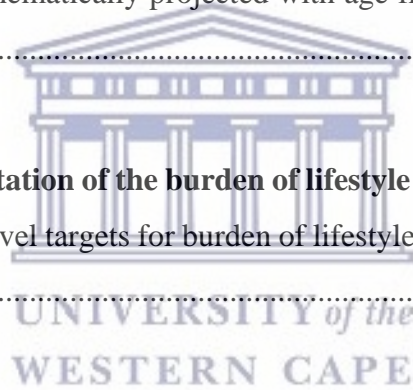 ematically projected with age
....................................................................
tation of the burden of lifestyle
vel targets for burden of lifestyle
....................................................................
UNIVERSITY of the
WESTERN CAPE